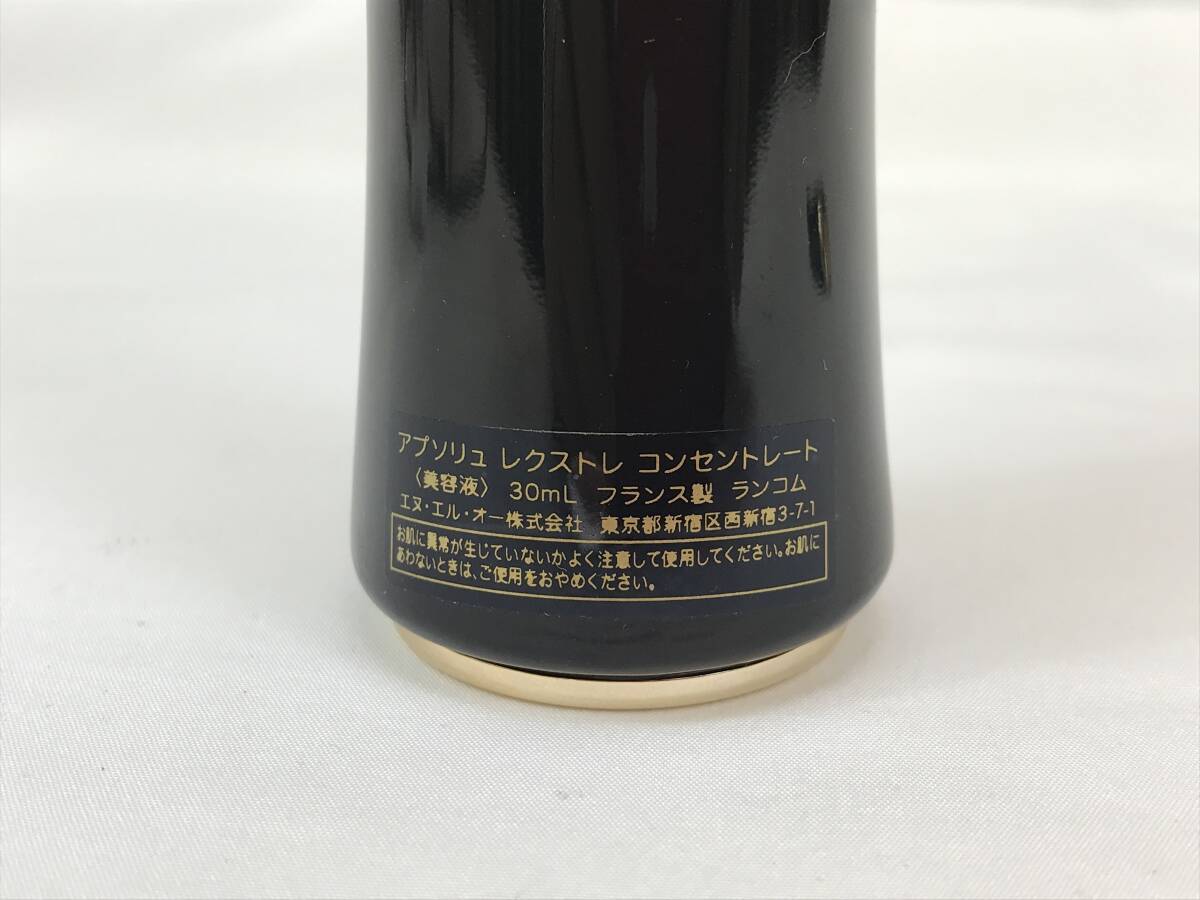 アプソリュ レクストレ コンセントレート
〈美容液〉 30mL フランス製 ランコム
エヌ・エル・オー株式会社 東京都新宿区西新宿3-7-1
お肌に異常が生じていないかよく注意して使用してください。お肌に
あわないときは、ご使用をおやめください。